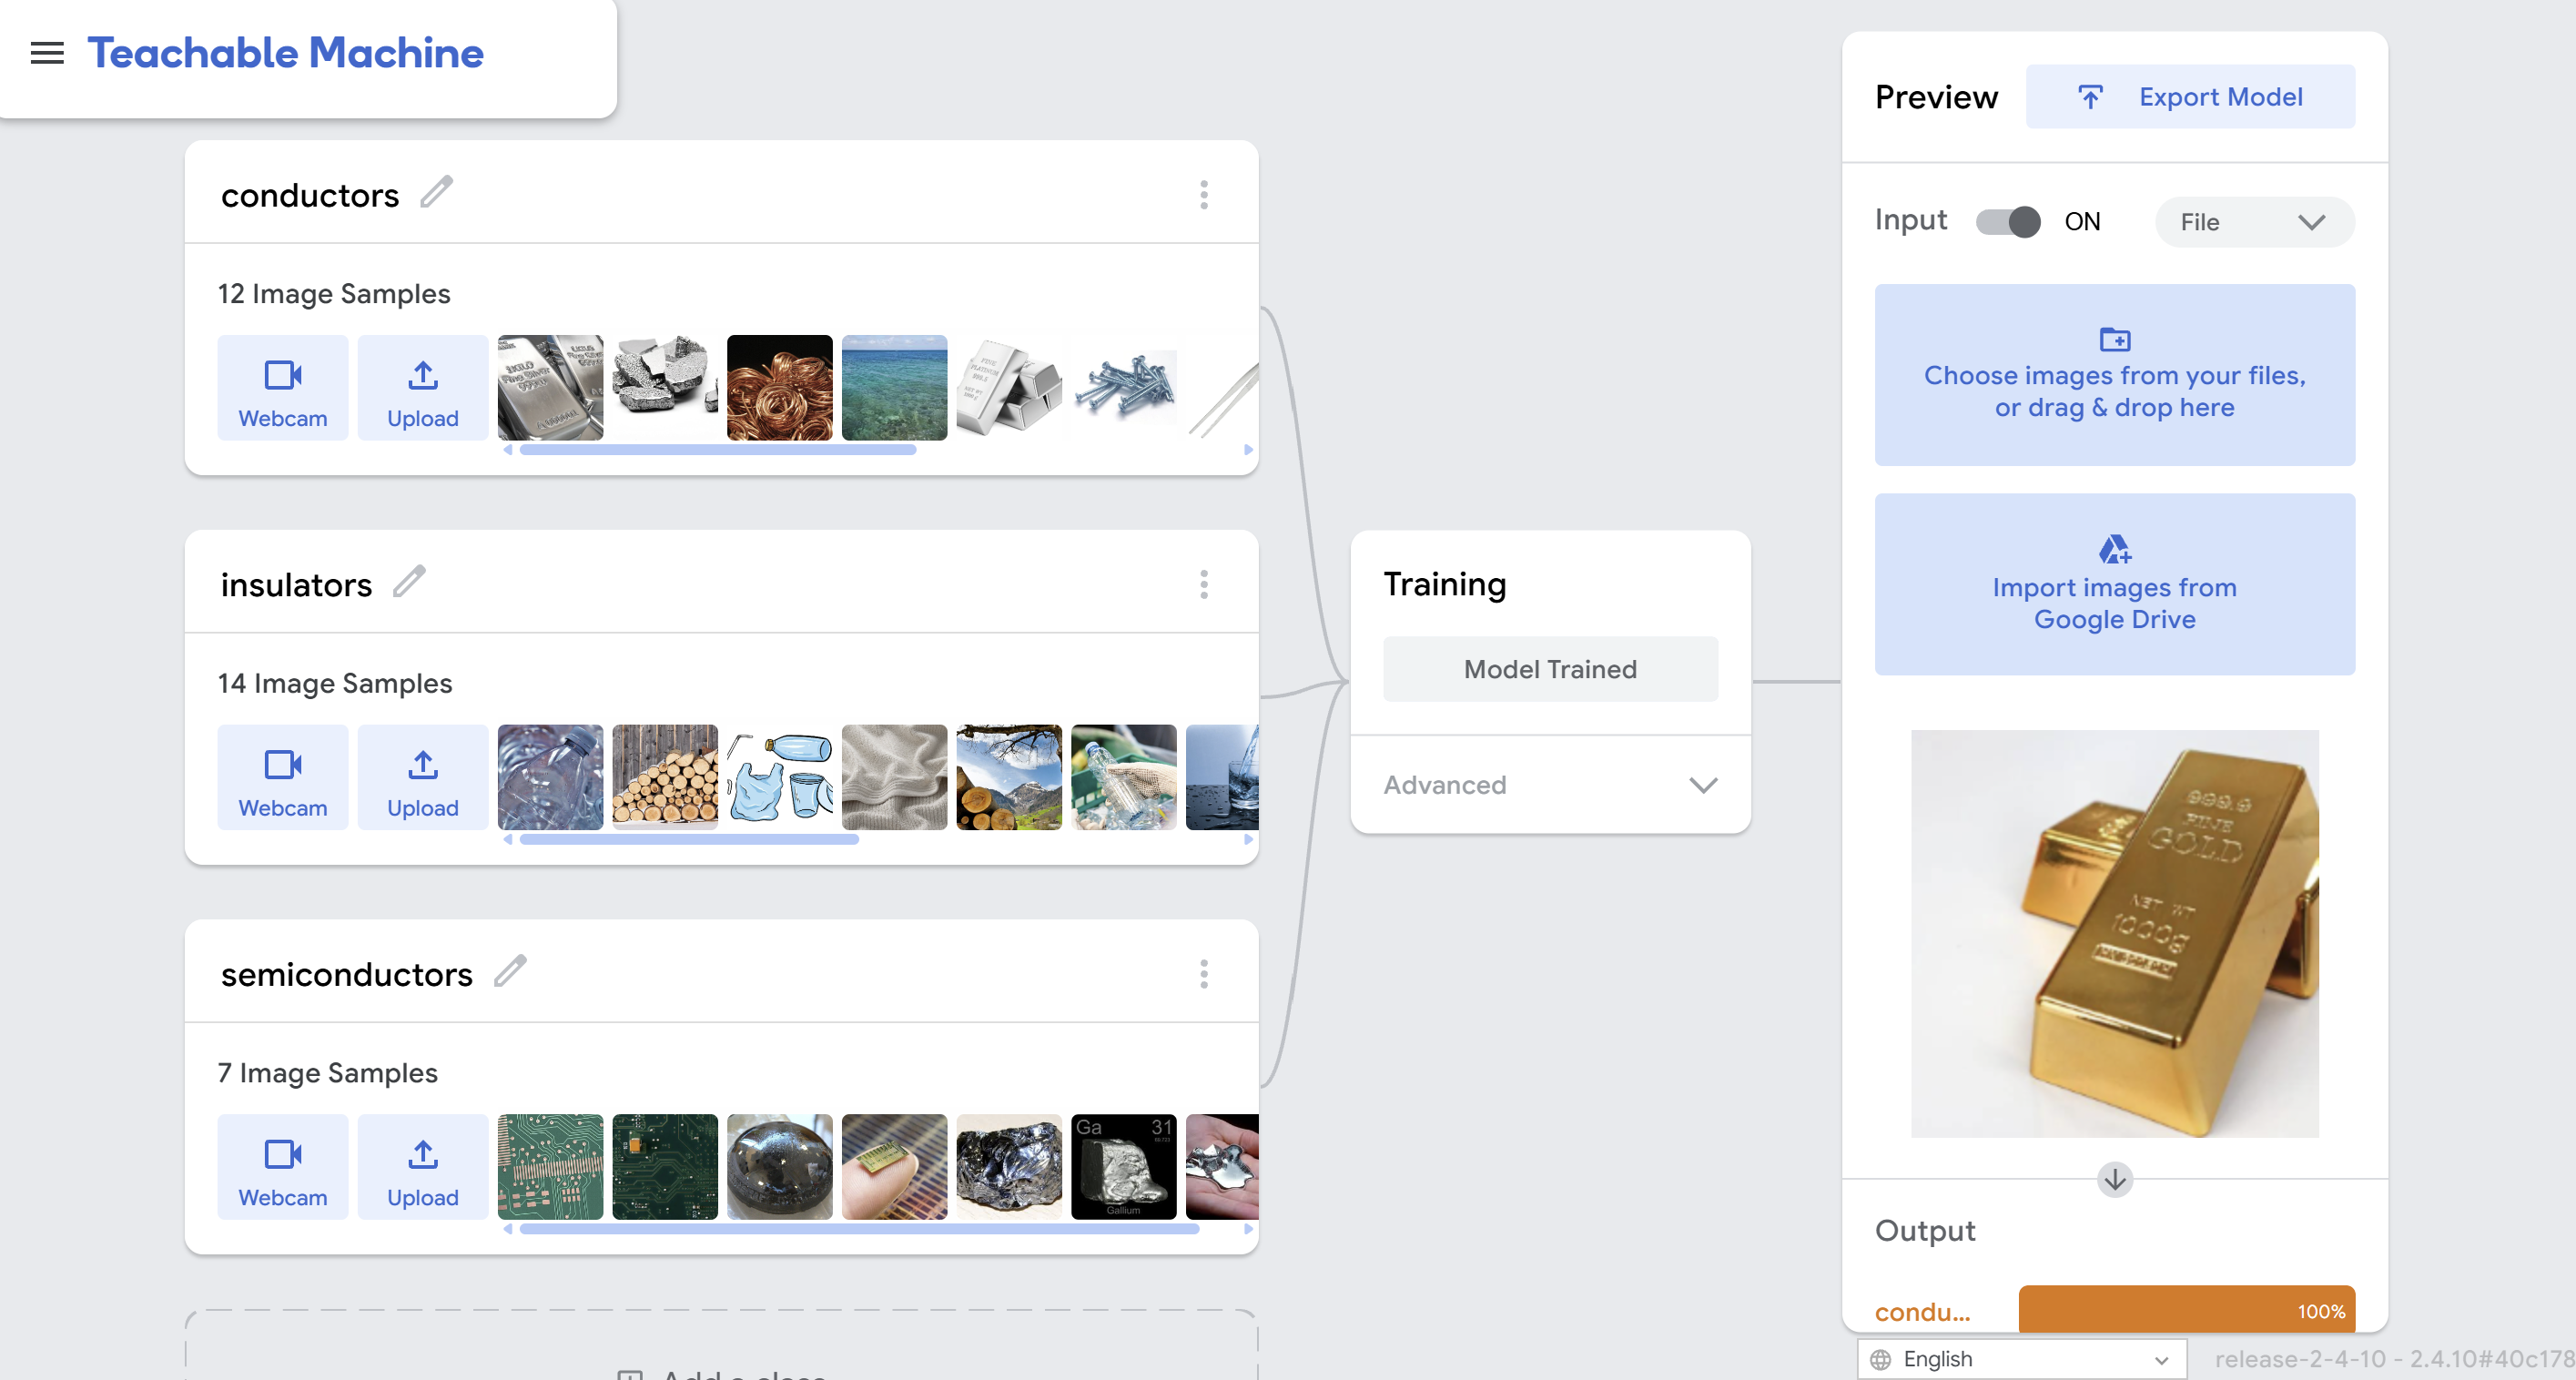 Teachable Machine
conductors
12 Image Samples
Webcam
Upload
insulators
14 Image Samples
Webcam
Upload
semiconductors
7 Image Samples
Webcam
Upload
Ga 31
Gallium
Add a class
Training
Model Trained
Advanced
Preview
Export Model
Input
ON
File
Choose images from your files,
or drag & drop here
Import images from
Google Drive
999.9
FINE
GOLD
NET WT
1000g
Output
condu...
100%
English
release-2-4-10 - 2.4.10#40c178